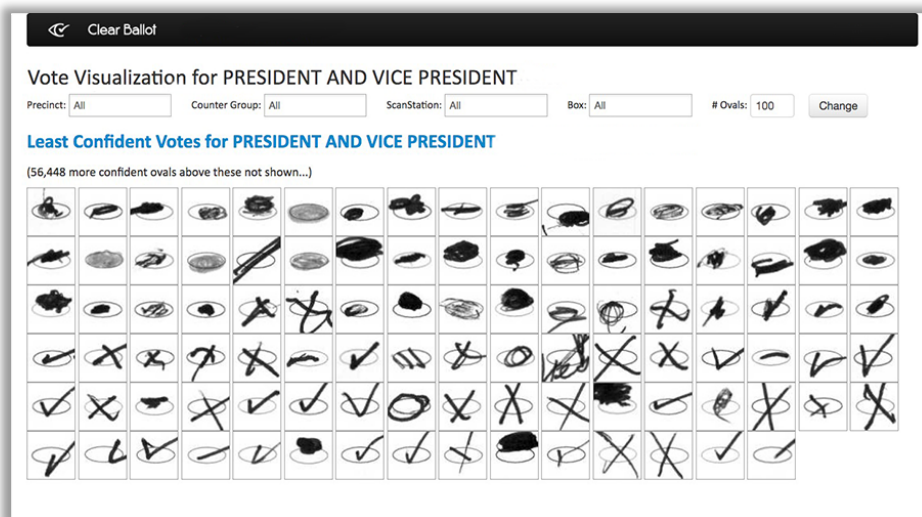 Clear Ballot
Vote Visualization for PRESIDENT AND VICE PRESIDENT
Precinct: All Counter Group: All ScanStation: All Box: All # Ovals: 100 Change
Least Confident Votes for PRESIDENT AND VICE PRESIDENT
(56,448 more confident ovals above these not shown...)